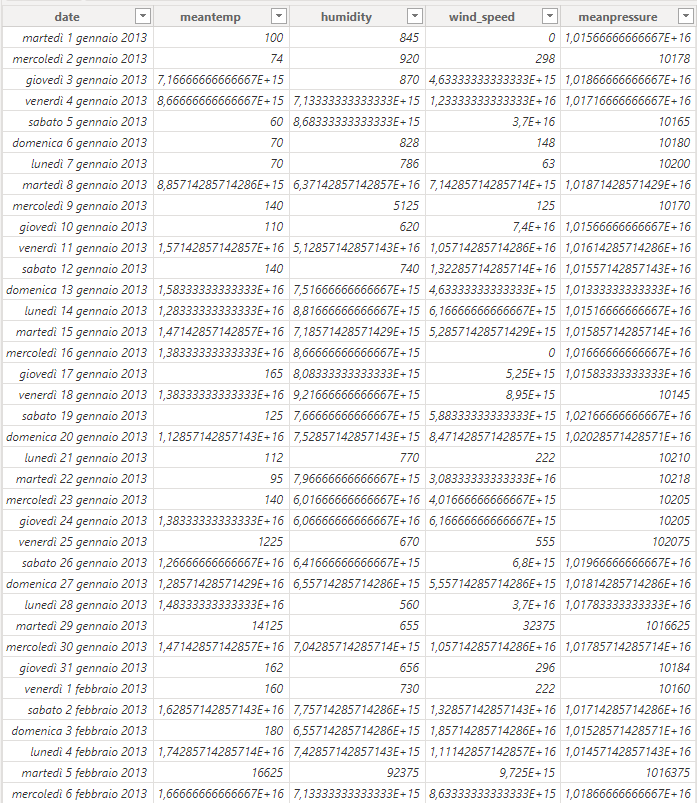 date meantemp humidity wind_speed meanpressure
martedì 1 gennaio 2013 100 845 0 1,01566666666667E+16
mercoledì 2 gennaio 2013 74 920 298 10178
giovedì 3 gennaio 2013 7,16666666666667E+15 870 4,63333333333333E+15 1,01866666666667E+16
venerdì 4 gennaio 2013 8,66666666666667E+15 7,13333333333333E+15 1,23333333333333E+16 1,01716666666667E+16
sabato 5 gennaio 2013 60 8,68333333333333E+15 3,7E+16 10165
domenica 6 gennaio 2013 70 828 148 10180
lunedì 7 gennaio 2013 70 786 63 10200
martedì 8 gennaio 2013 8,85714285714286E+15 6,37142857142857E+16 7,14285714285714E+15 1,01871428571429E+16
mercoledì 9 gennaio 2013 140 5125 125 10170
giovedì 10 gennaio 2013 110 620 7,4E+16 1,01566666666667E+16
venerdì 11 gennaio 2013 1,57142857142857E+16 5,12857142857143E+16 1,05714285714286E+16 1,01614285714286E+16
sabato 12 gennaio 2013 140 740 1,32285714285714E+16 1,01557142857143E+16
domenica 13 gennaio 2013 1,58333333333333E+16 7,51666666666667E+15 4,63333333333333E+15 1,01333333333333E+16
lunedì 14 gennaio 2013 1,28333333333333E+16 8,81666666666667E+15 6,16666666666667E+15 1,01516666666667E+16
martedì 15 gennaio 2013 1,47142857142857E+16 7,18571428571429E+15 5,28571428571429E+15 1,01585714285714E+16
mercoledì 16 gennaio 2013 1,38333333333333E+16 8,66666666666667E+15 0 1,01666666666667E+16
giovedì 17 gennaio 2013 165 8,08333333333333E+15 5,25E+15 1,01583333333333E+16
venerdì 18 gennaio 2013 1,38333333333333E+16 9,21666666666667E+15 8,95E+15 10145
sabato 19 gennaio 2013 125 7,66666666666667E+15 5,88333333333333E+15 1,02166666666667E+16
domenica 20 gennaio 2013 1,12857142857143E+16 7,52857142857143E+15 8,47142857142857E+15 1,02028571428571E+16
lunedì 21 gennaio 2013 112 770 222 10210
martedì 22 gennaio 2013 95 7,96666666666667E+15 3,08333333333333E+16 10218
mercoledì 23 gennaio 2013 140 6,01666666666667E+16 4,01666666666667E+15 10205
giovedì 24 gennaio 2013 1,38333333333333E+16 6,06666666666667E+16 6,16666666666667E+15 10205
venerdì 25 gennaio 2013 1225 670 555 102075
sabato 26 gennaio 2013 1,26666666666667E+16 6,41666666666667E+15 6,8E+15 1,01966666666667E+16
domenica 27 gennaio 2013 1,28571428571429E+16 6,55714285714286E+15 5,55714285714286E+15 1,01814285714286E+16
lunedì 28 gennaio 2013 1,48333333333333E+16 560 3,7E+16 1,01783333333333E+16
martedì 29 gennaio 2013 14125 655 32375 1016625
mercoledì 30 gennaio 2013 1,47142857142857E+16 7,04285714285714E+15 1,05714285714286E+16 1,01785714285714E+16
giovedì 31 gennaio 2013 162 656 296 10184
venerdì 1 febbraio 2013 160 730 222 10160
sabato 2 febbraio 2013 1,62857142857143E+16 7,75714285714286E+15 1,32857142857143E+16 1,01714285714286E+16
domenica 3 febbraio 2013 180 6,55714285714286E+15 1,85714285714286E+16 1,01528571428571E+16
lunedì 4 febbraio 2013 1,74285714285714E+16 7,42857142857143E+15 1,11142857142857E+16 1,01457142857143E+16
martedì 5 febbraio 2013 16625 92375 9,725E+15 1016375
mercoledì 6 febbraio 2013 1,66666666666667E+16 7,13333333333333E+15 8,63333333333333E+15 1,01866666666667E+16